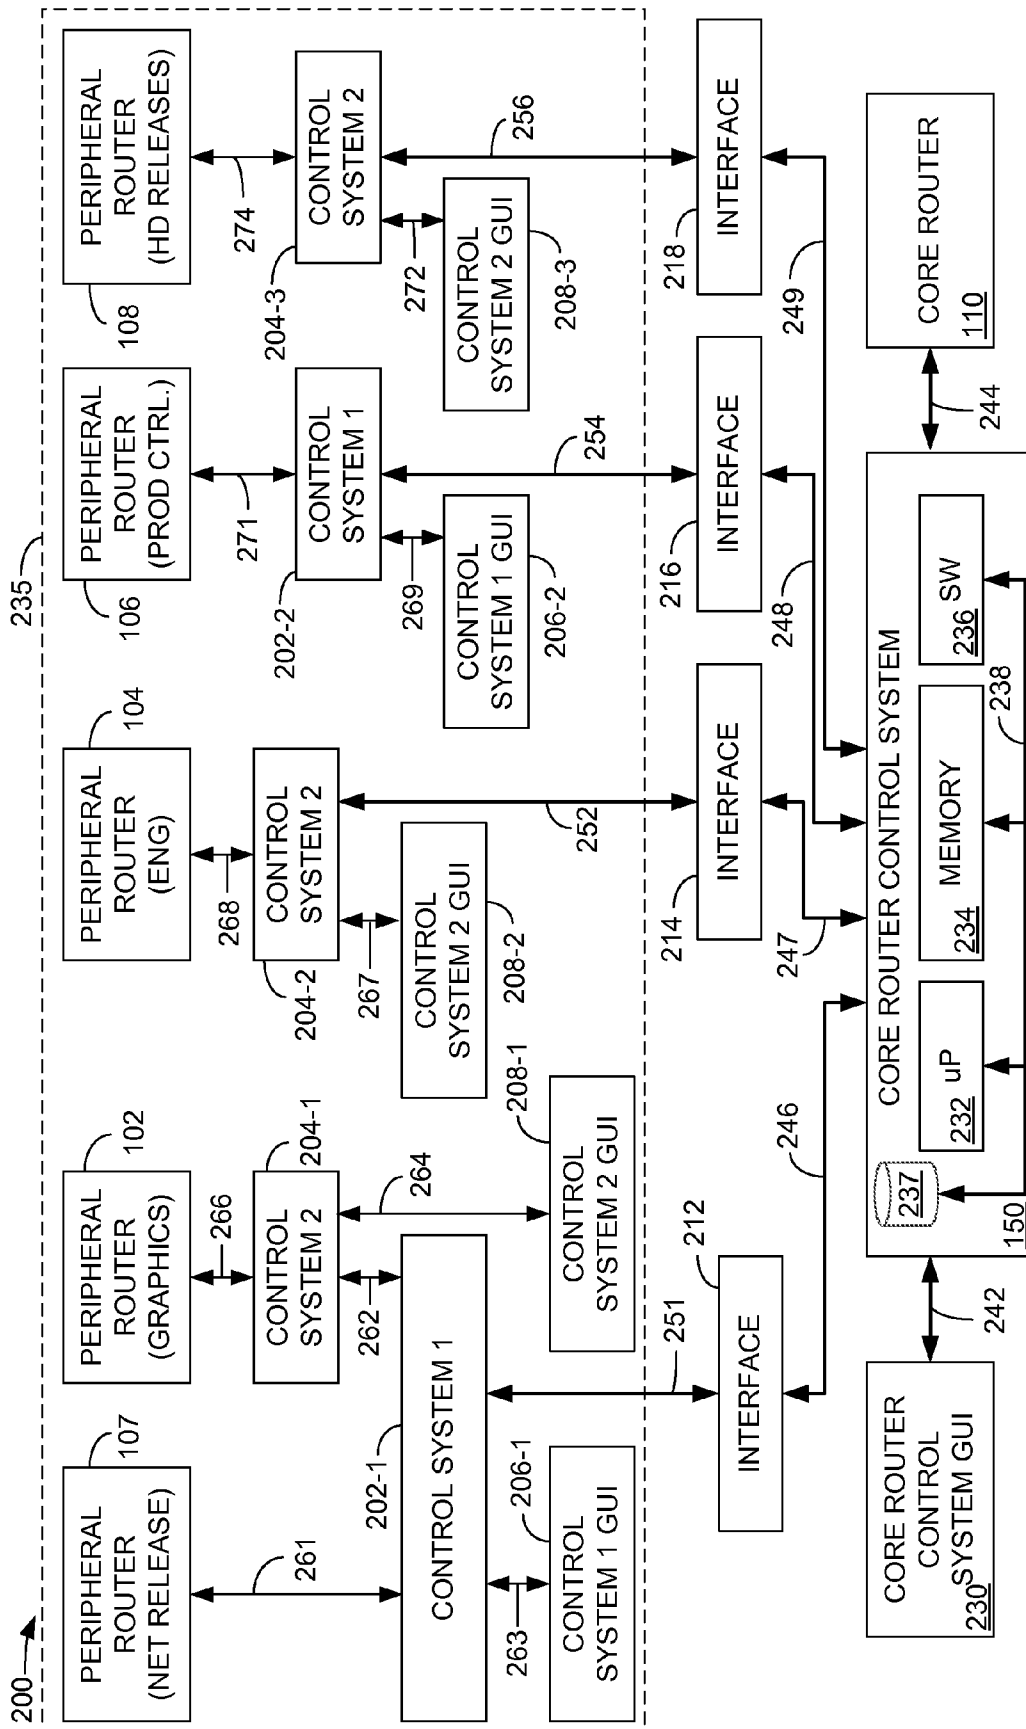 200
235
PERIPHERAL
ROUTER
(NET RELEASE)
107
PERIPHERAL
ROUTER
(GRAPHICS)
102
PERIPHERAL
ROUTER
(ENG)
104
PERIPHERAL
ROUTER
(PROD CTRL.)
106
PERIPHERAL
ROUTER
(HD RELEASES)
108
261
266
268
271
274
CONTROL
SYSTEM 2
204-1
CONTROL
SYSTEM 2
204-2
CONTROL
SYSTEM 1
202-2
CONTROL
SYSTEM 2
204-3
202-1
CONTROL SYSTEM 1
262
264
267
269
272
263
CONTROL
SYSTEM 1 GUI
206-1
CONTROL
SYSTEM 2 GUI
208-1
CONTROL
SYSTEM 2 GUI
208-2
CONTROL
SYSTEM 1 GUI
206-2
CONTROL
SYSTEM 2 GUI
208-3
251
252
254
256
INTERFACE
212
INTERFACE
214
INTERFACE
216
INTERFACE
218
246
247
248
249
CORE ROUTER
CONTROL
SYSTEM GUI
230
242
CORE ROUTER CONTROL SYSTEM
150
237
uP
232
MEMORY
234
SW
236
238
244
CORE ROUTER
110